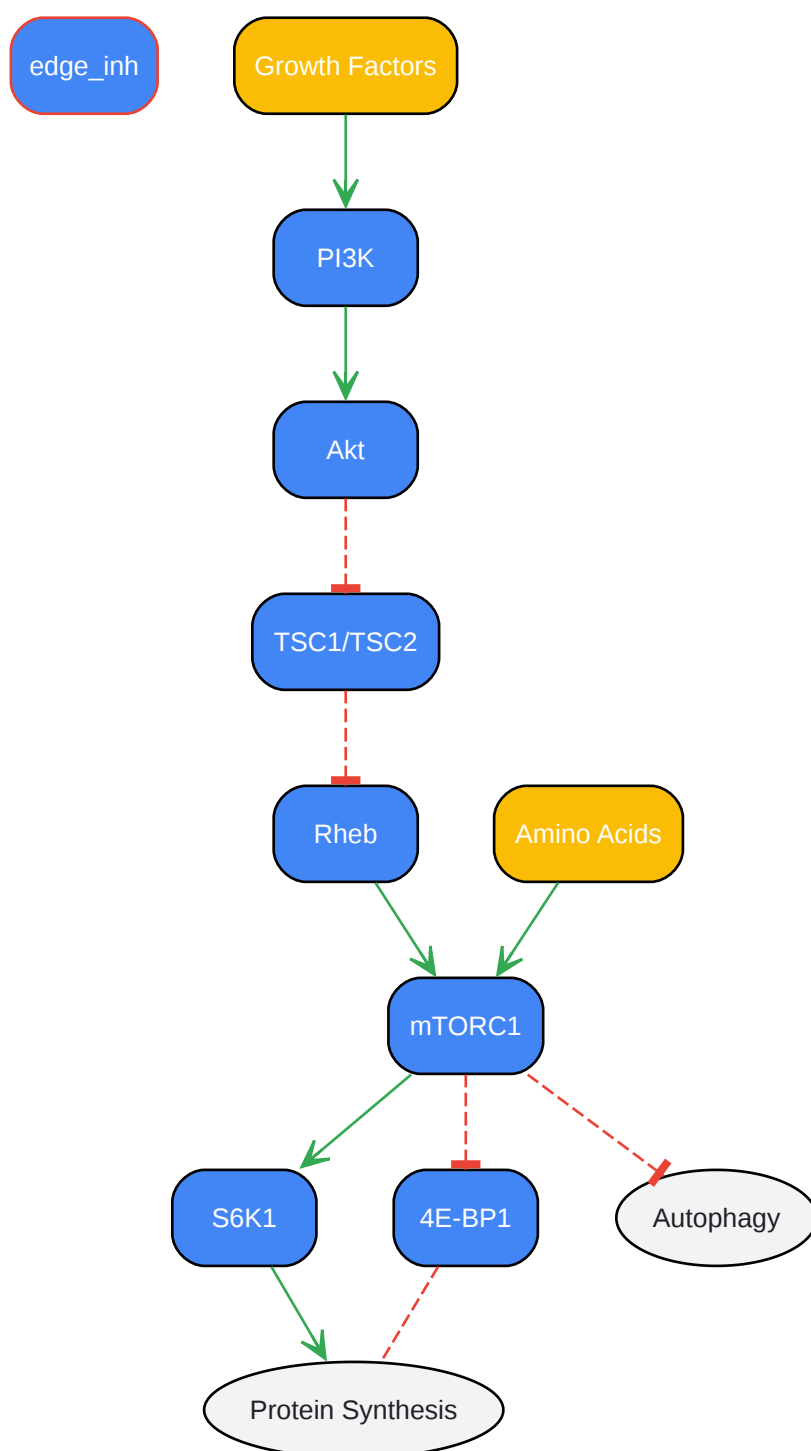 edge_inh
Growth Factors
PI3K
Akt
TSC1/TSC2
Rheb
Amino Acids
mTORC1
S6K1
4E-BP1
Autophagy
Protein Synthesis